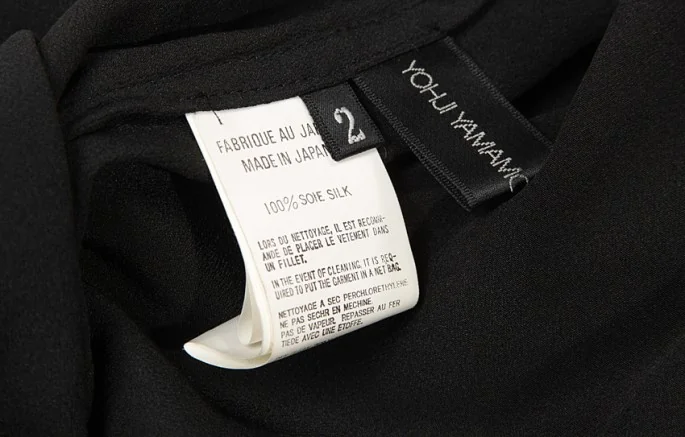 FABRIQUE AU JA
MADE IN JAPAN
2
YOHJI YAMAMO
100% SOIE SILK
LORS DU NETTOYAGE, IL EST RECOMM-
ANDE DE PLACER LE VETEMENT DANS
UN FILLET.
IN THE EVENT OF CLEANING, IT IS REQ-
UIRED TO PUT THE GARMENT IN A NET BAG.
NETTOYAGE A SEC PERCHLORETHYLENE
NE PAS SECHR EN MECHINE.
PAS DE VAPEUR. REPASSER AU FER
TIEDE AVEC UNE ETOFFE.